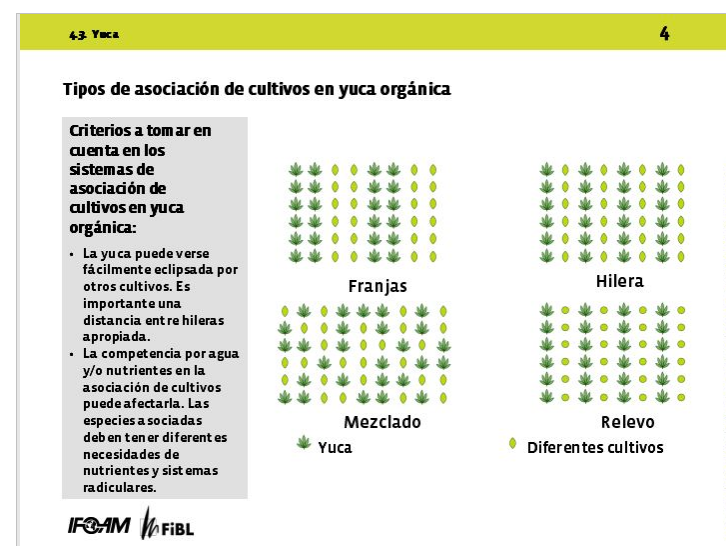 4.3. Yuca
4
Tipos de asociación de cultivos en yuca orgánica
Criterios a tomar en
cuenta en los
sistemas de
asociación de
cultivos en yuca
orgánica:
• La yuca puede verse
fácilmente eclipsada por
otros cultivos. Es
importante una
distancia entre hileras
apropiada.
• La competencia por agua
y/o nutrientes en la
asociación de cultivos
puede afectarla. Las
especies asociadas
deben tener diferentes
necesidades de
nutrientes y sistemas
radiculares.
Franjas
Hilera
Mezclado
Relevo
Yuca
Diferentes cultivos
IFOAM FiBL